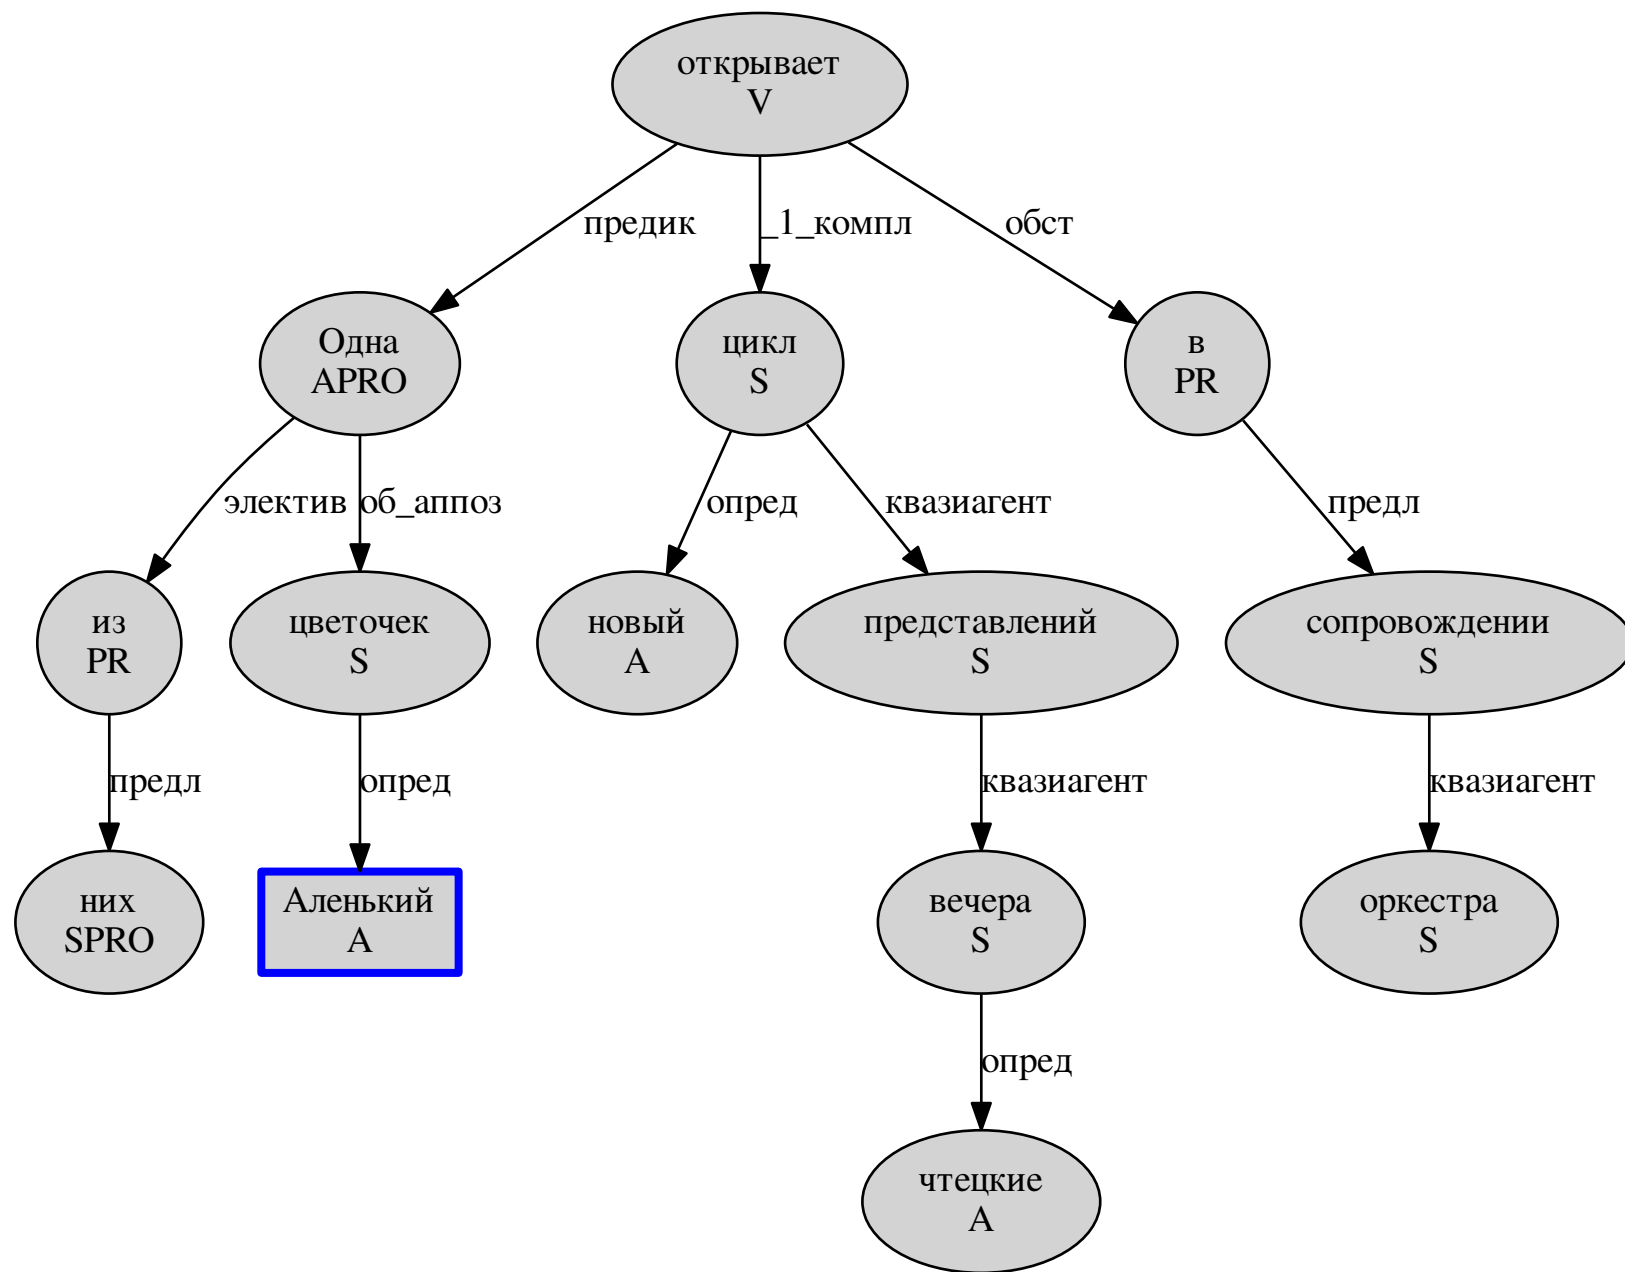 открывает
V
предик
_1_компл
обст
Одна
APRO
цикл
S
в
PR
электив
об_аппоз
опред
квазиагент
предл
из
PR
цветочек
S
новый
A
представлений
S
сопровождении
S
предл
опред
квазиагент
квазиагент
них
SPRO
Аленький
A
вечера
S
оркестра
S
опред
чтецкие
A